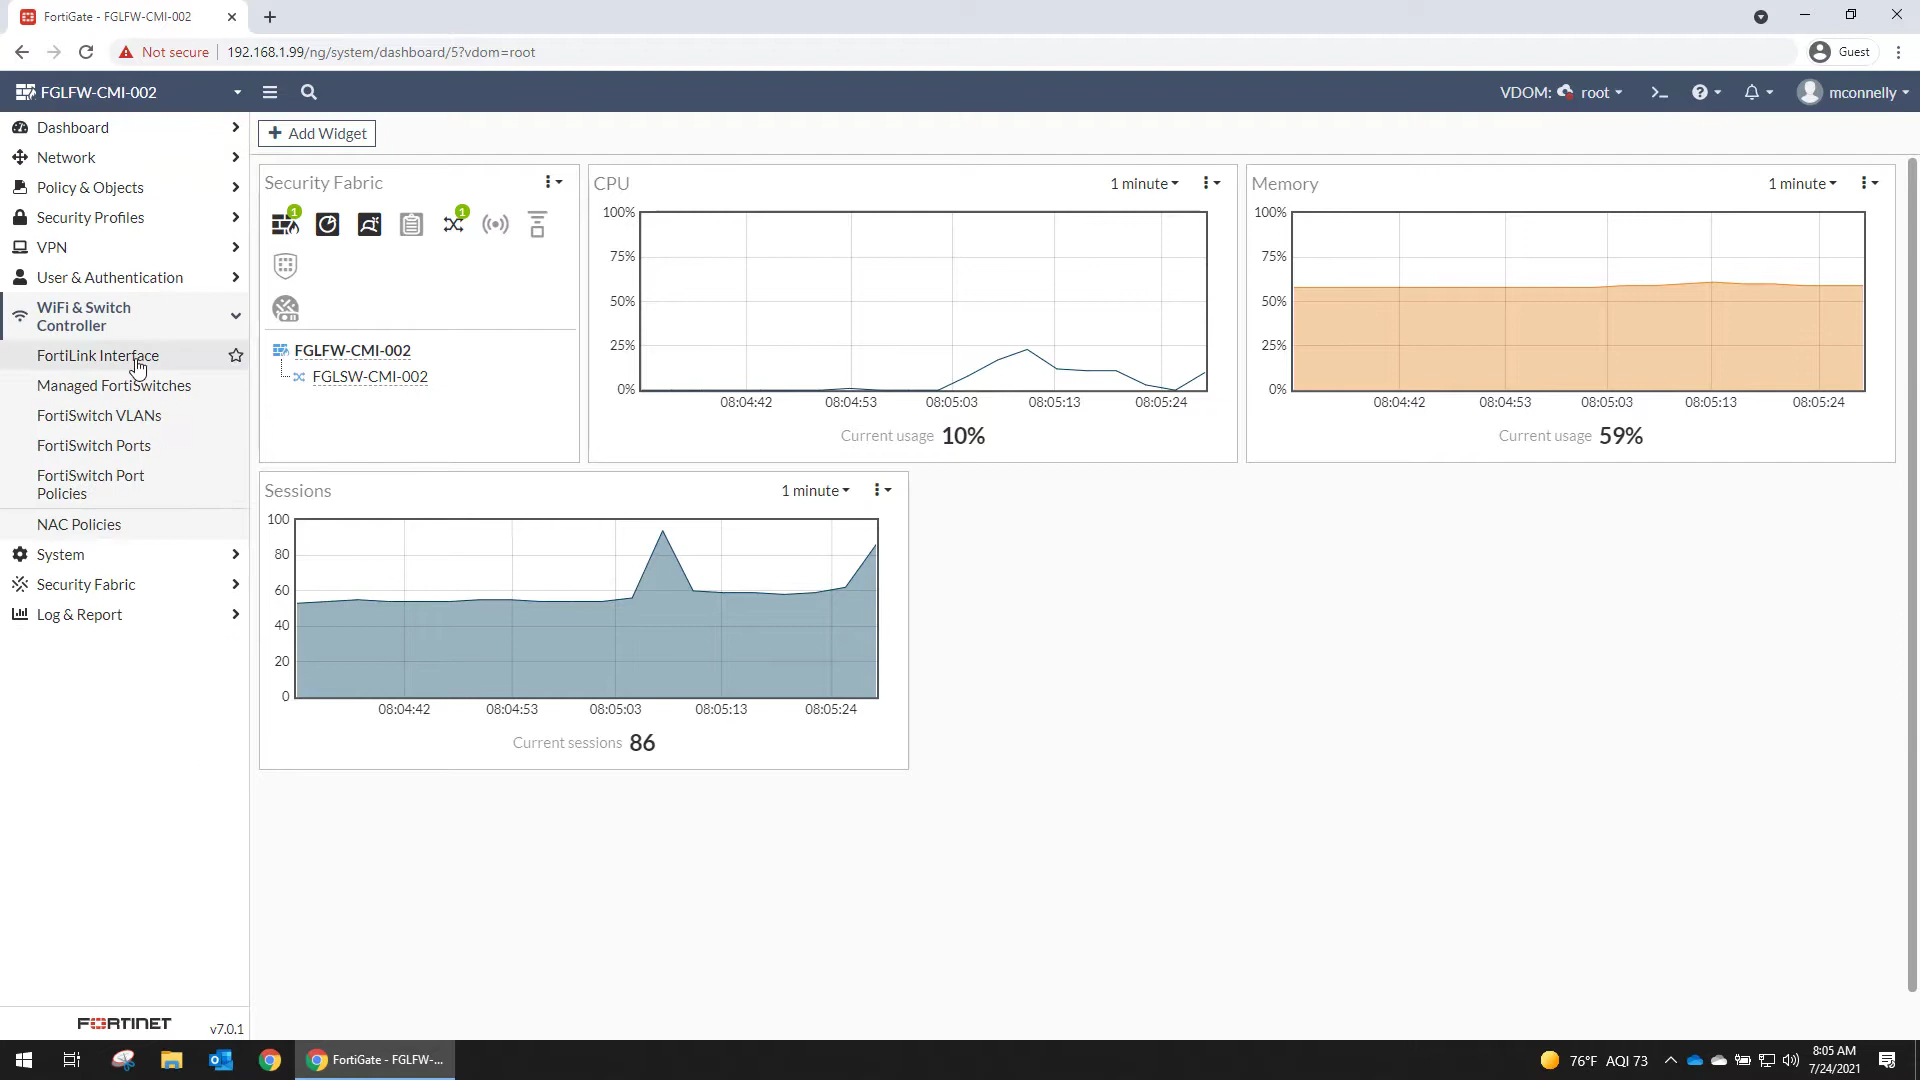 FortiGate - FGLFW-CMI-002
Not secure
192.168.1.99/ng/system/dashboard/5?vdom=root
Guest
FGLFW-CMI-002
VDOM: root
mconnelly
Dashboard
Network
Policy & Objects
Security Profiles
VPN
User & Authentication
WiFi & Switch
Controller
FortiLink Interface
Managed FortiSwitches
FortiSwitch VLANs
FortiSwitch Ports
FortiSwitch Port
Policies
NAC Policies
System
Security Fabric
Log & Report
FORTINET
v7.0.1
+ Add Widget
Security Fabric
1
1
FGLFW-CMI-002
FGLSW-CMI-002
CPU
1 minute
100%
75%
50%
25%
0%
08:04:42 08:04:53 08:05:03 08:05:13 08:05:24
Current usage 10%
Memory
1 minute
100%
75%
50%
25%
0%
08:04:42 08:04:53 08:05:03 08:05:13 08:05:24
Current usage 59%
Sessions
1 minute
100
80
60
40
20
0
08:04:42 08:04:53 08:05:03 08:05:13 08:05:24
Current sessions 86
FortiGate - FGLFW-...
76°F AQI 73
8:05 AM
7/24/2021